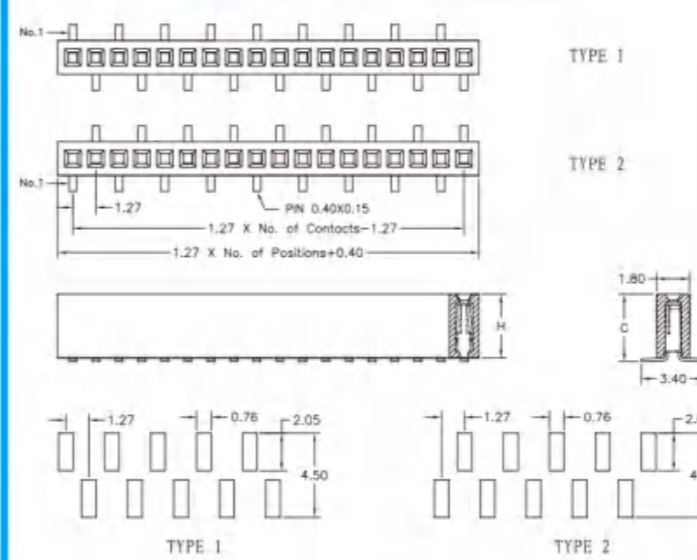 No.1
TYPE 1
TYPE 2
No.1
1.27
PIN 0.40X0.15
1.27 X No. of Contacts-1.27
1.27 X No. of Positions+0.40
H
1.80
C
3.40
1.27 0.76 2.05
4.50
TYPE 1
1.27 0.76
TYPE 2